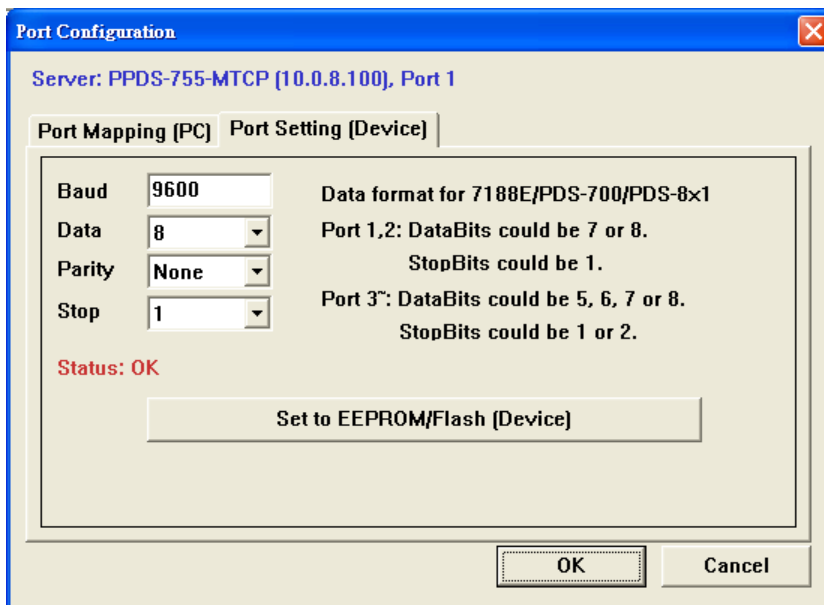 Port Configuration
Server: PPDS-755-MTCP (10.0.8.100), Port 1
Port Mapping (PC) Port Setting (Device)
Baud 9600
Data 8
Parity None
Stop 1
Data format for 7188E/PDS-700/PDS-8x1
Port 1,2: DataBits could be 7 or 8.
StopBits could be 1.
Port 3~: DataBits could be 5, 6, 7 or 8.
StopBits could be 1 or 2.
Status: OK
Set to EEPROM/Flash (Device)
OK Cancel